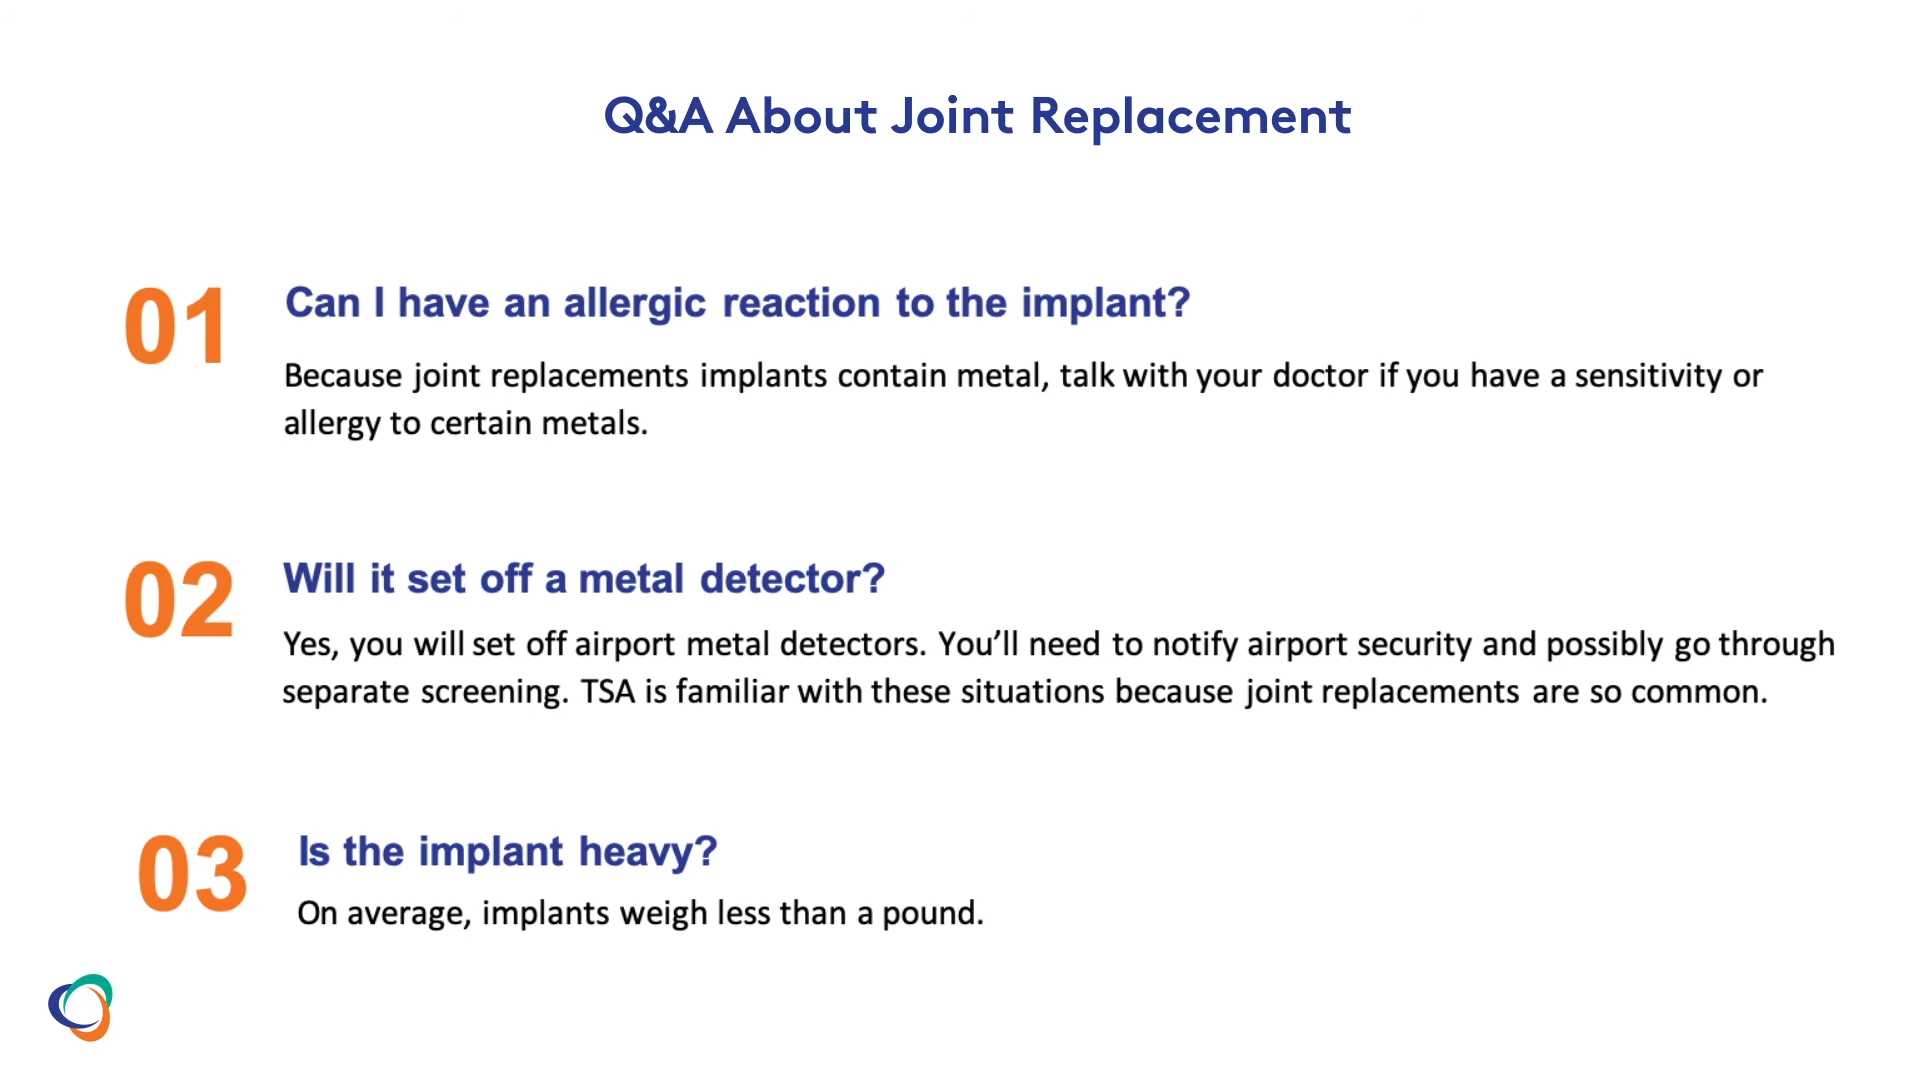 Q&A About Joint Replacement
01
Can I have an allergic reaction to the implant?
Because joint replacements implants contain metal, talk with your doctor if you have a sensitivity or
allergy to certain metals.
02
Will it set off a metal detector?
Yes, you will set off airport metal detectors. You’ll need to notify airport security and possibly go through
separate screening. TSA is familiar with these situations because joint replacements are so common.
03
Is the implant heavy?
On average, implants weigh less than a pound.